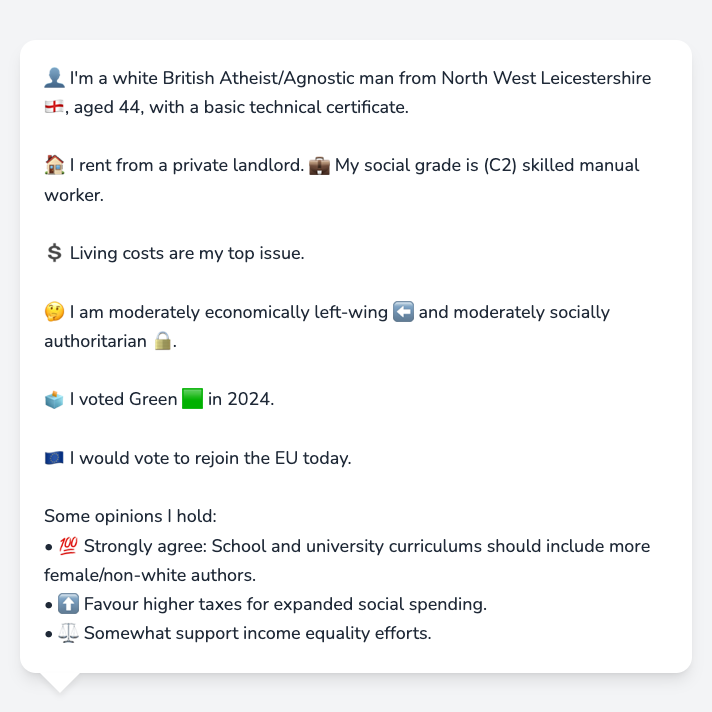 👤 I'm a white British Atheist/Agnostic man from North West Leicestershire
🏴󠁧󠁢󠁥󠁮󠁧󠁿, aged 44, with a basic technical certificate.
🏠 I rent from a private landlord. 💼 My social grade is (C2) skilled manual
worker.
💲 Living costs are my top issue.
🤔 I am moderately economically left-wing ⬅️ and moderately socially
authoritarian 🔒.
🗳️ I voted Green 🟩 in 2024.
🇪🇺 I would vote to rejoin the EU today.
Some opinions I hold:
• 💯 Strongly agree: School and university curriculums should include more
female/non-white authors.
• ⬆️ Favour higher taxes for expanded social spending.
• ⚖️ Somewhat support income equality efforts.